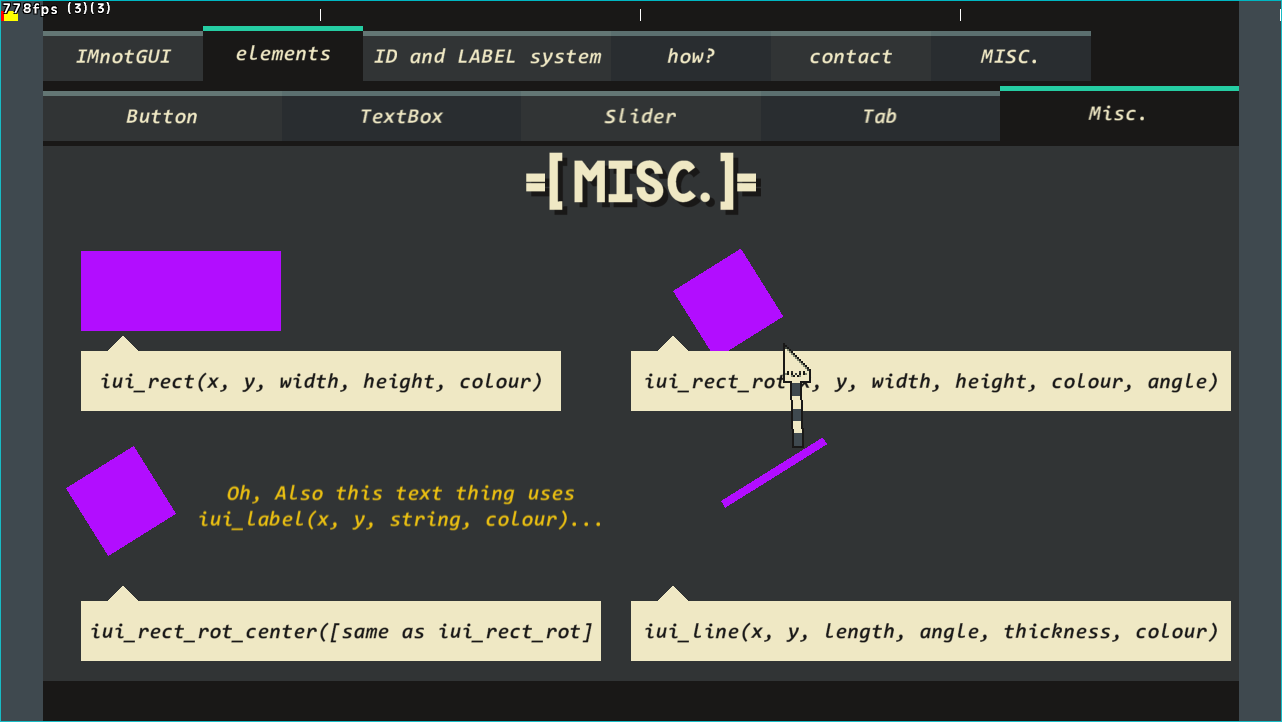 778fps (3)(3)
IMnotGUI
elements
ID and LABEL system
how?
contact
MISC.
Button
TextBox
Slider
Tab
Misc.
=[MISC.]=
iui_rect(x, y, width, height, colour)
iui_rect_rot x, y, width, height, colour, angle)
Oh, Also this text thing uses
iui_label(x, y, string, colour)...
iui_rect_rot_center([same as iui_rect_rot]
iui_line(x, y, length, angle, thickness, colour)